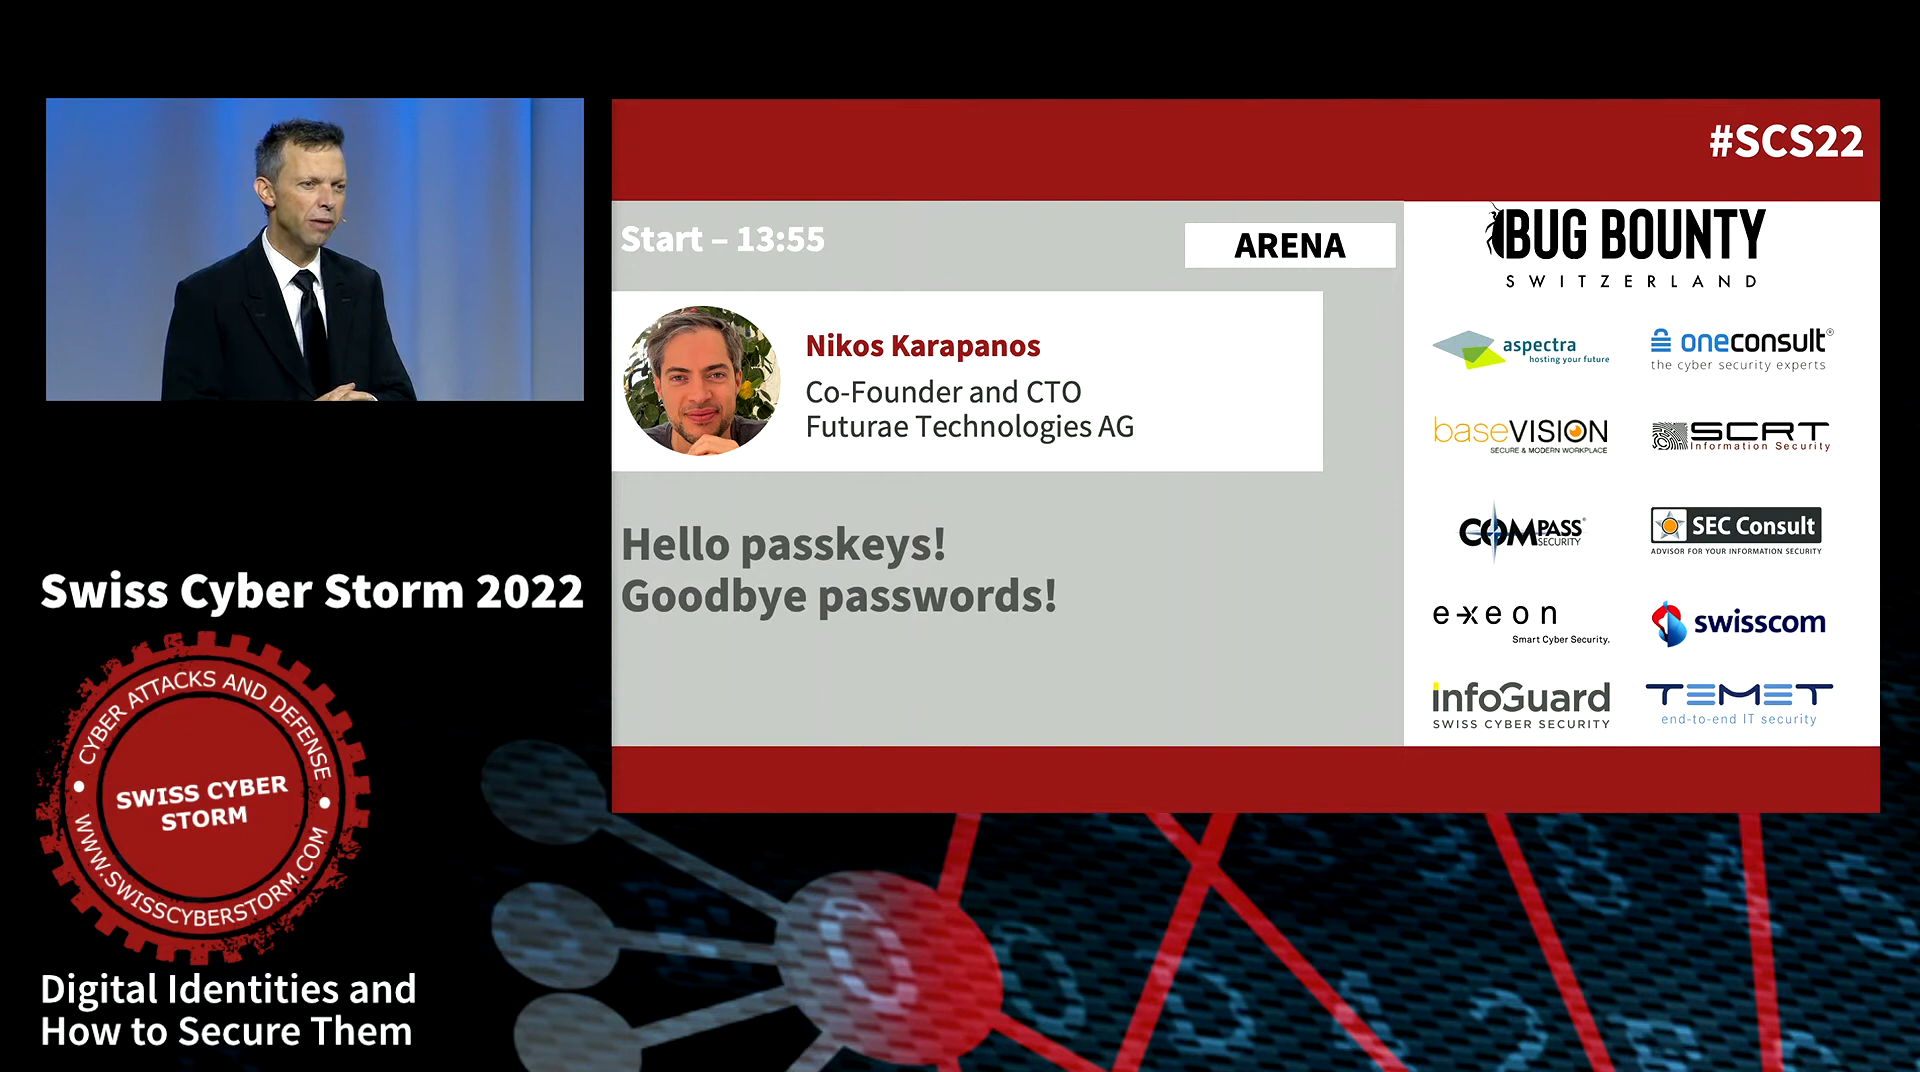 #SCS22
Start – 13:55
ARENA
Nikos Karapanos
Co-Founder and CTO
Futurae Technologies AG
Hello passkeys!
Goodbye passwords!
BUG BOUNTY
SWITZERLAND
aspectra
hosting your future
oneconsult®
the cyber security experts
baseVISION
SECURE & MODERN WORKPLACE
SCRT
Information Security
COMPASS
SECURITY
SEC Consult
ADVISOR FOR YOUR INFORMATION SECURITY
exeon
Smart Cyber Security.
swisscom
infoGuard
SWISS CYBER SECURITY
TEMET
end-to-end IT security
Swiss Cyber Storm 2022
CYBER ATTACKS AND DEFENSE
SWISS CYBER
STORM
WWW.SWISSCYBERSTORM.COM
Digital Identities and
How to Secure Them